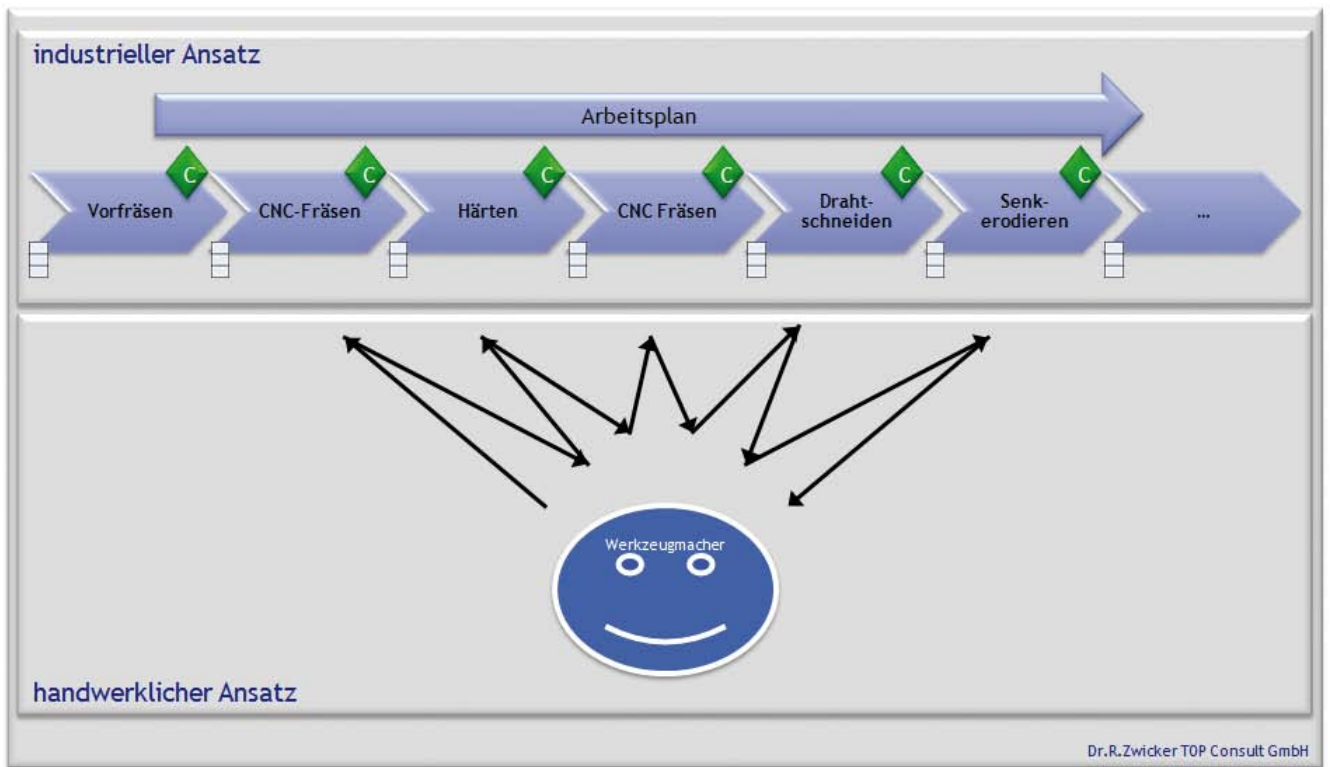 industrieller Ansatz
Arbeitsplan
C C C C C C
Vorfräsen
CNC-Fräsen
Härten
CNC Fräsen
Draht-
schneiden
Senk-
erodieren
...
Werkzeugmacher
handwerklicher Ansatz
Dr.R.Zwicker TOP Consult GmbH